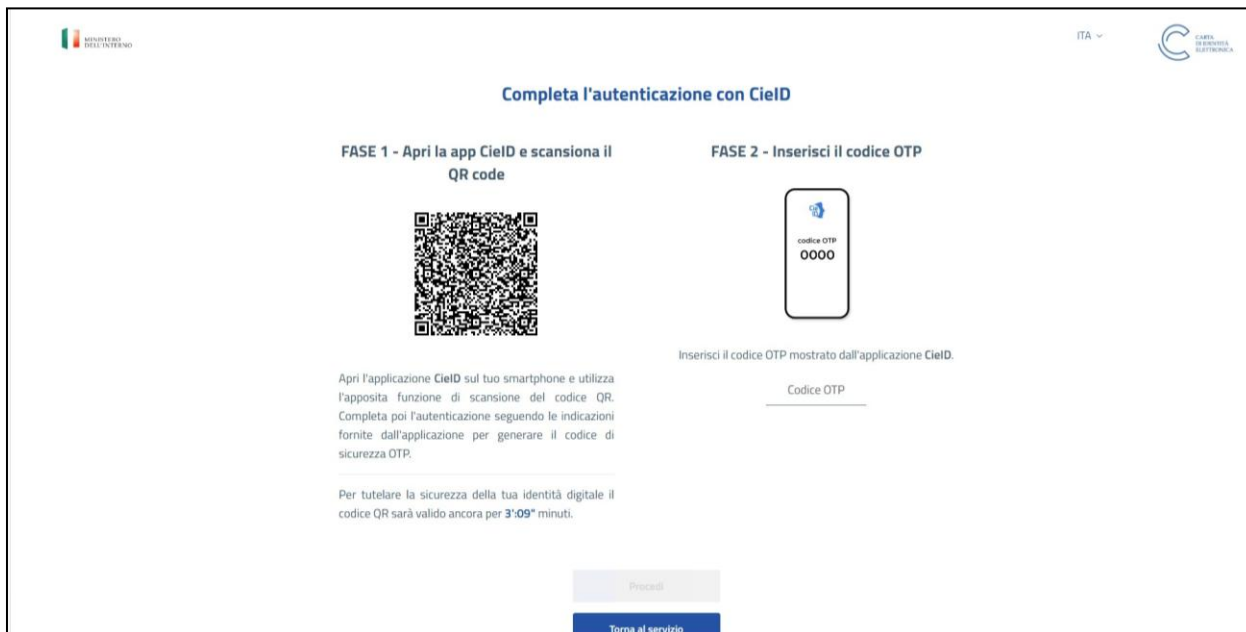 MINISTERO
DELL'INTERNO
ITA
CARTA
DI IDENTITÀ
ELETTRONICA
Completa l'autenticazione con CieID
FASE 1 - Apri la app CieID e scansiona il
QR code
Apri l'applicazione CieID sul tuo smartphone e utilizza
l'apposita funzione di scansione del codice QR.
Completa poi l'autenticazione seguendo le indicazioni
fornite dall'applicazione per generare il codice di
sicurezza OTP.
Per tutelare la sicurezza della tua identità digitale il
codice QR sarà valido ancora per 3':09" minuti.
FASE 2 - Inserisci il codice OTP
codice OTP
0000
Inserisci il codice OTP mostrato dall'applicazione CieID.
Codice OTP
Procedi
Torna al servizio